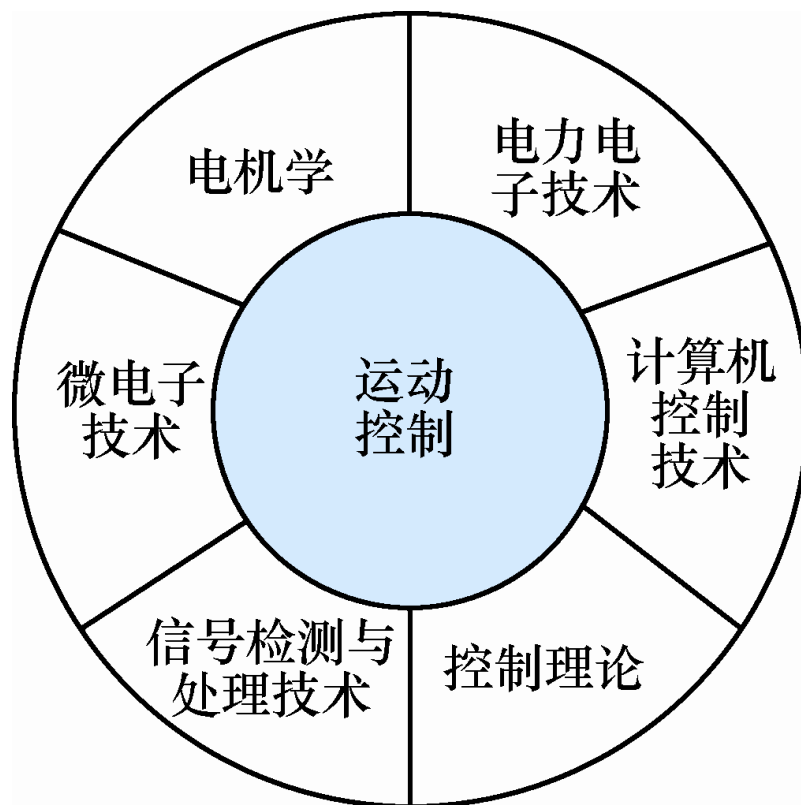 电机学
电力电
子技术
微电子
技术
运动
控制
计算机
控制
技术
信号检测与
处理技术
控制理论